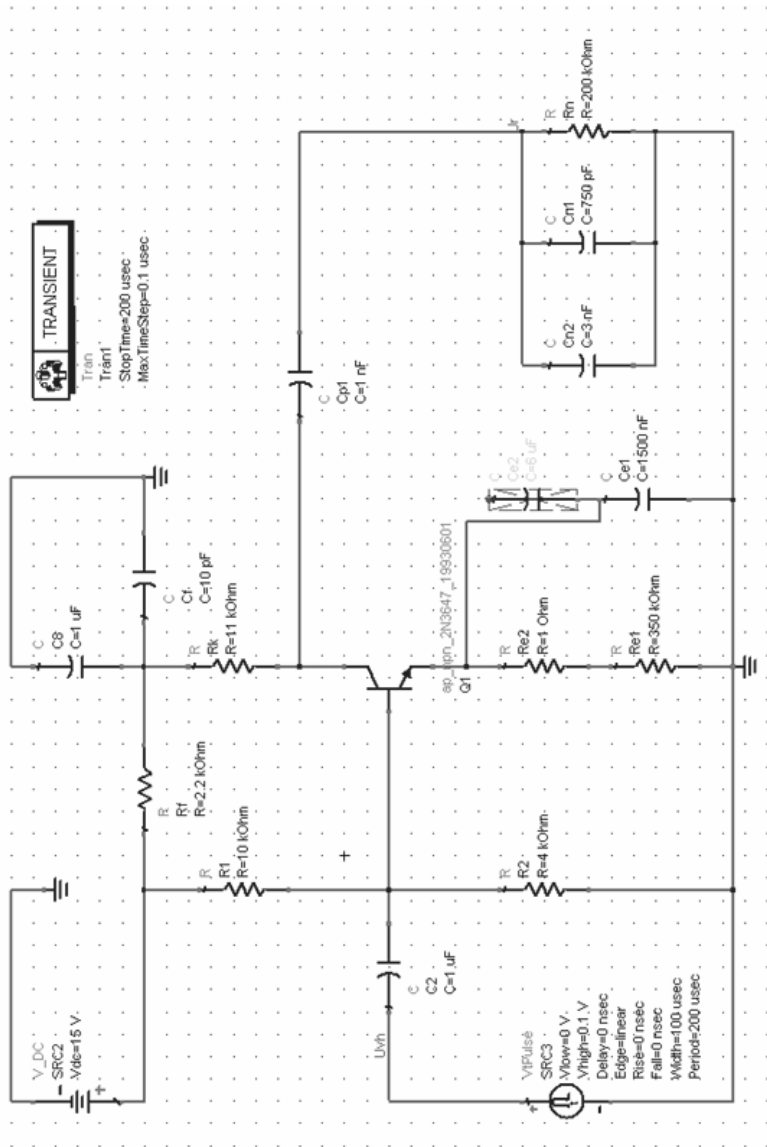 V_DC
SRC2
Vdc=15 V
-
+
C
C8
C=1 uF
TRANSIENT
Tran
Tran1
StopTime=200 usec
MaxTimeStep=0.1 usec
R
Rf
R=2.2 kOhm
C
Cf
C=10 pF
R
R1
R=10 kOhm
R
Rk
R=11 kOhm
C
Cp1
C=1 nF
Uvh
C
C2
C=1 uF
ap_npn_2N3647_19930601
Q1
C
Ce2
C=6 uF
C
Cn2
C=3 nF
C
Cn1
C=750 pF
R
Rn
R=200 kOhm
VtPulse
SRC3
Vlow=0 V
Vhigh=0.1 V
Delay=0 nsec
Edge=linear
Rise=0 nsec
Fall=0 nsec
Width=100 usec
Period=200 usec
+
-
R
R2
R=4 kOhm
R
Re2
R=1 Ohm
R
Re1
R=350 kOhm
C
Ce1
C=1500 nF